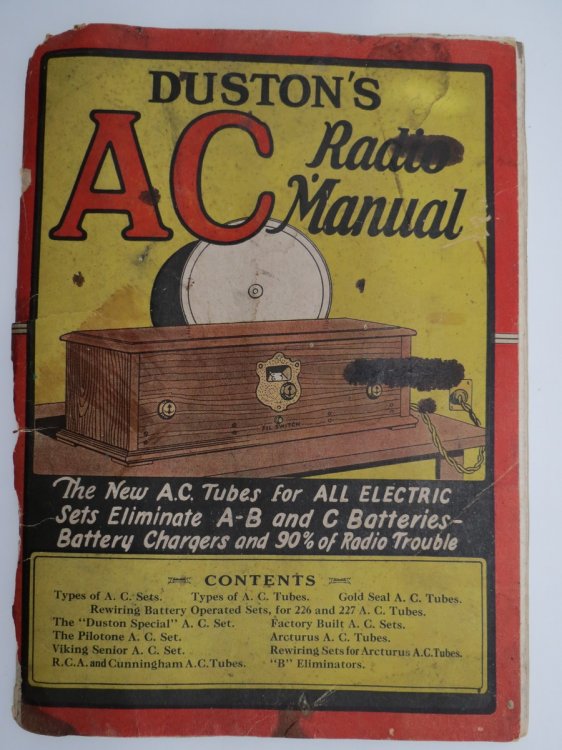 DUSTON'S
AC Radio
Manual
FIL SWITCH
The New A.C. Tubes for ALL ELECTRIC
Sets Eliminate A-B and C Batteries-
Battery Chargers and 90% of Radio Trouble
CONTENTS
Types of A. C. Sets. Types of A. C. Tubes. Gold Seal A. C. Tubes.
Rewiring Battery Operated Sets, for 226 and 227 A. C. Tubes.
The "Duston Special" A. C. Set. Factory Built A. C. Sets.
The Pilotone A. C. Set. Arcturus A. C. Tubes.
Viking Senior A. C. Set. Rewiring Sets for Arcturus A.C.Tubes.
R.C.A. and Cunningham A.C.Tubes. "B" Eliminators.